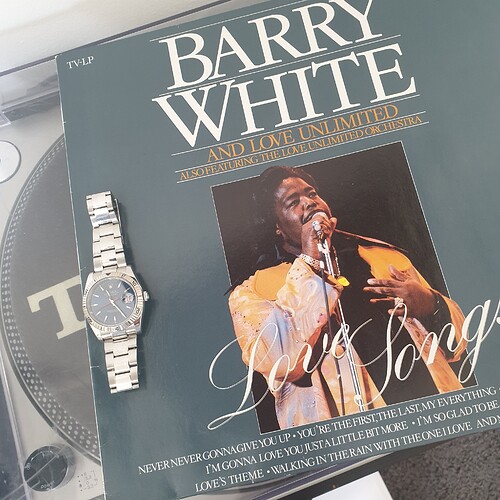 TV-LP
BARRY
WHITE
AND LOVE UNLIMITED
ALSO FEATURING THE LOVE UNLIMITED ORCHESTRA
Love Songs
NEVER NEVER GONNA GIVE YOU UP • YOU'RE THE FIRST, THE LAST, MY EVERYTHING
I'M GONNA LOVE YOU JUST A LITTLE BIT MORE • I'M SO GLAD TO BE
LOVE'S THEME • WALKING IN THE RAIN WITH THE ONE I LOVE